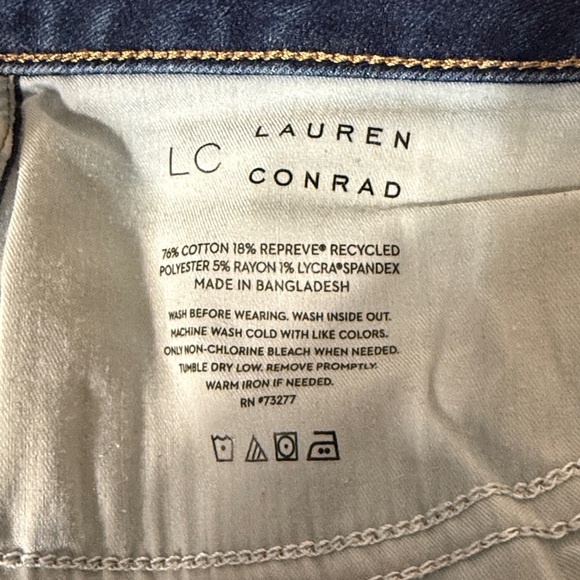 LC LAUREN
CONRAD
76% COTTON 18% REPREVE® RECYCLED
POLYESTER 5% RAYON 1% LYCRA® SPANDEX
MADE IN BANGLADESH
WASH BEFORE WEARING. WASH INSIDE OUT.
MACHINE WASH COLD WITH LIKE COLORS.
ONLY NON-CHLORINE BLEACH WHEN NEEDED.
TUMBLE DRY LOW. REMOVE PROMPTLY.
WARM IRON IF NEEDED.
RN #73277